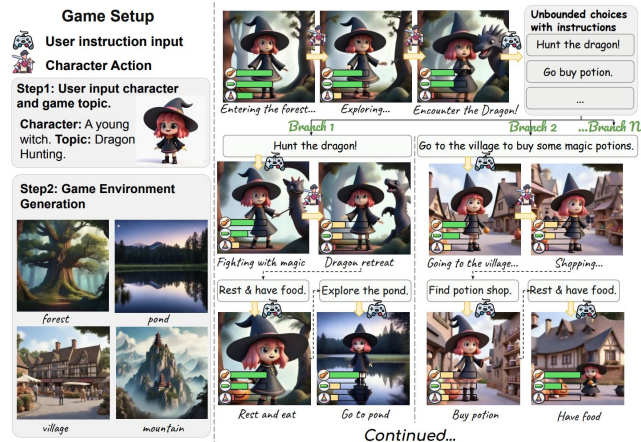 Game Setup
User instruction input
Character Action
Step1: User input character
and game topic.
Character: A young
witch. Topic: Dragon
Hunting.
Step2: Game Environment
Generation
forest
pond
village
mountain
Entering the forest...
Exploring...
Encounter the Dragon!
Unbounded choices
with instructions
Hunt the dragon!
Go buy potion.
...
Branch 1
Branch 2
...Branch N
Hunt the dragon!
Fighting with magic
Dragon retreat
Rest & have food.
Explore the pond.
Rest and eat
Go to pond
Go to the village to buy some magic potions.
Going to the village...
Shopping...
Find potion shop.
Rest & have food.
Buy potion
Have food
Continued...